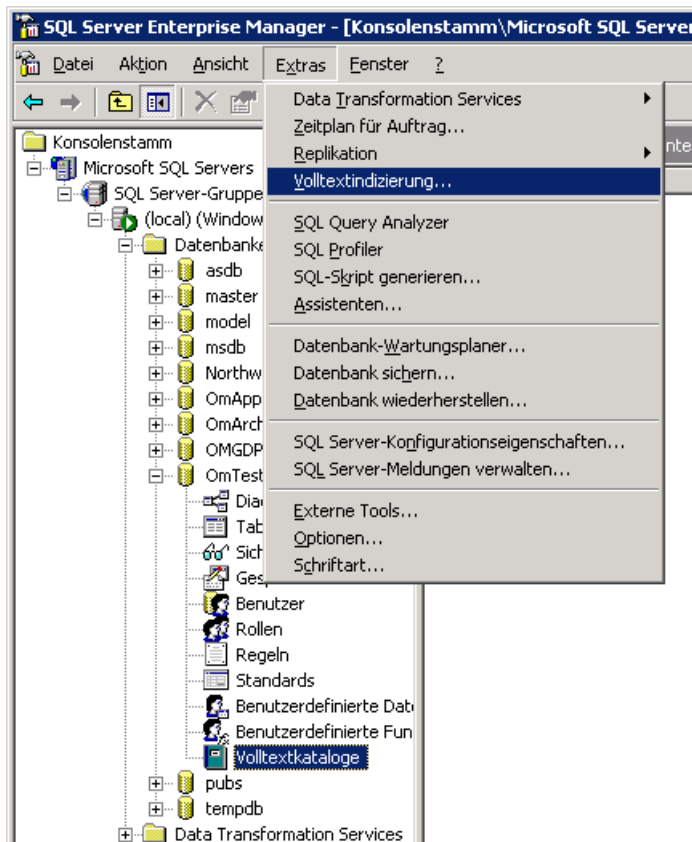 SQL Server Enterprise Manager - [Konsolenstamm\Microsoft SQL Server
Datei Aktion Ansicht Extras Fenster ?
Data Transformation Services
Zeitplan für Auftrag...
Replikation
Volltextindizierung...
SQL Query Analyzer
SQL Profiler
SQL-Skript generieren...
Assistenten...
Datenbank-Wartungsplaner...
Datenbank sichern...
Datenbank wiederherstellen...
SQL Server-Konfigurationseigenschaften...
SQL Server-Meldungen verwalten...
Externe Tools...
Optionen...
Schriftart...
Konsolenstamm
Microsoft SQL Servers
SQL Server-Gruppe
(local) (Window
Datenbanke
asdb
master
model
msdb
Northw
OmApp
OmArch
OMGDP
OmTest
Dia
Tab
Sich
Ges
Benutzer
Rollen
Regeln
Standards
Benutzerdefinierte Date
Benutzerdefinierte Fun
Volltextkataloge
pubs
tempdb
Data Transformation Services